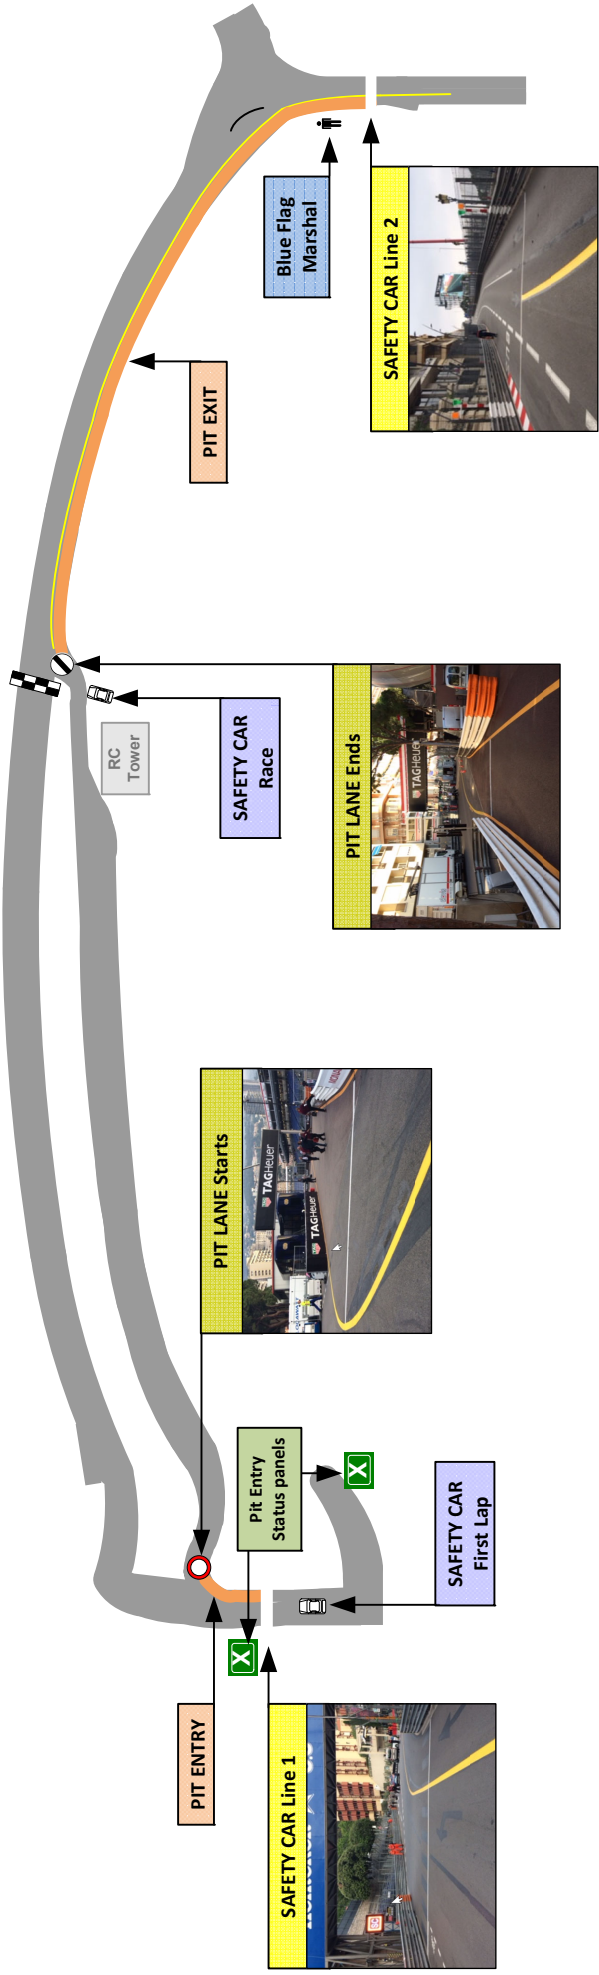 SAFETY CAR Line 1
PIT ENTRY
Pit Entry
Status panels
X
X
SAFETY CAR
First Lap
PIT LANE Starts
TAGHeuer
TAGHeuer
RC
Tower
SAFETY CAR
Race
PIT LANE Ends
TAGHeuer
PIT EXIT
Blue Flag
Marshal
SAFETY CAR Line 2